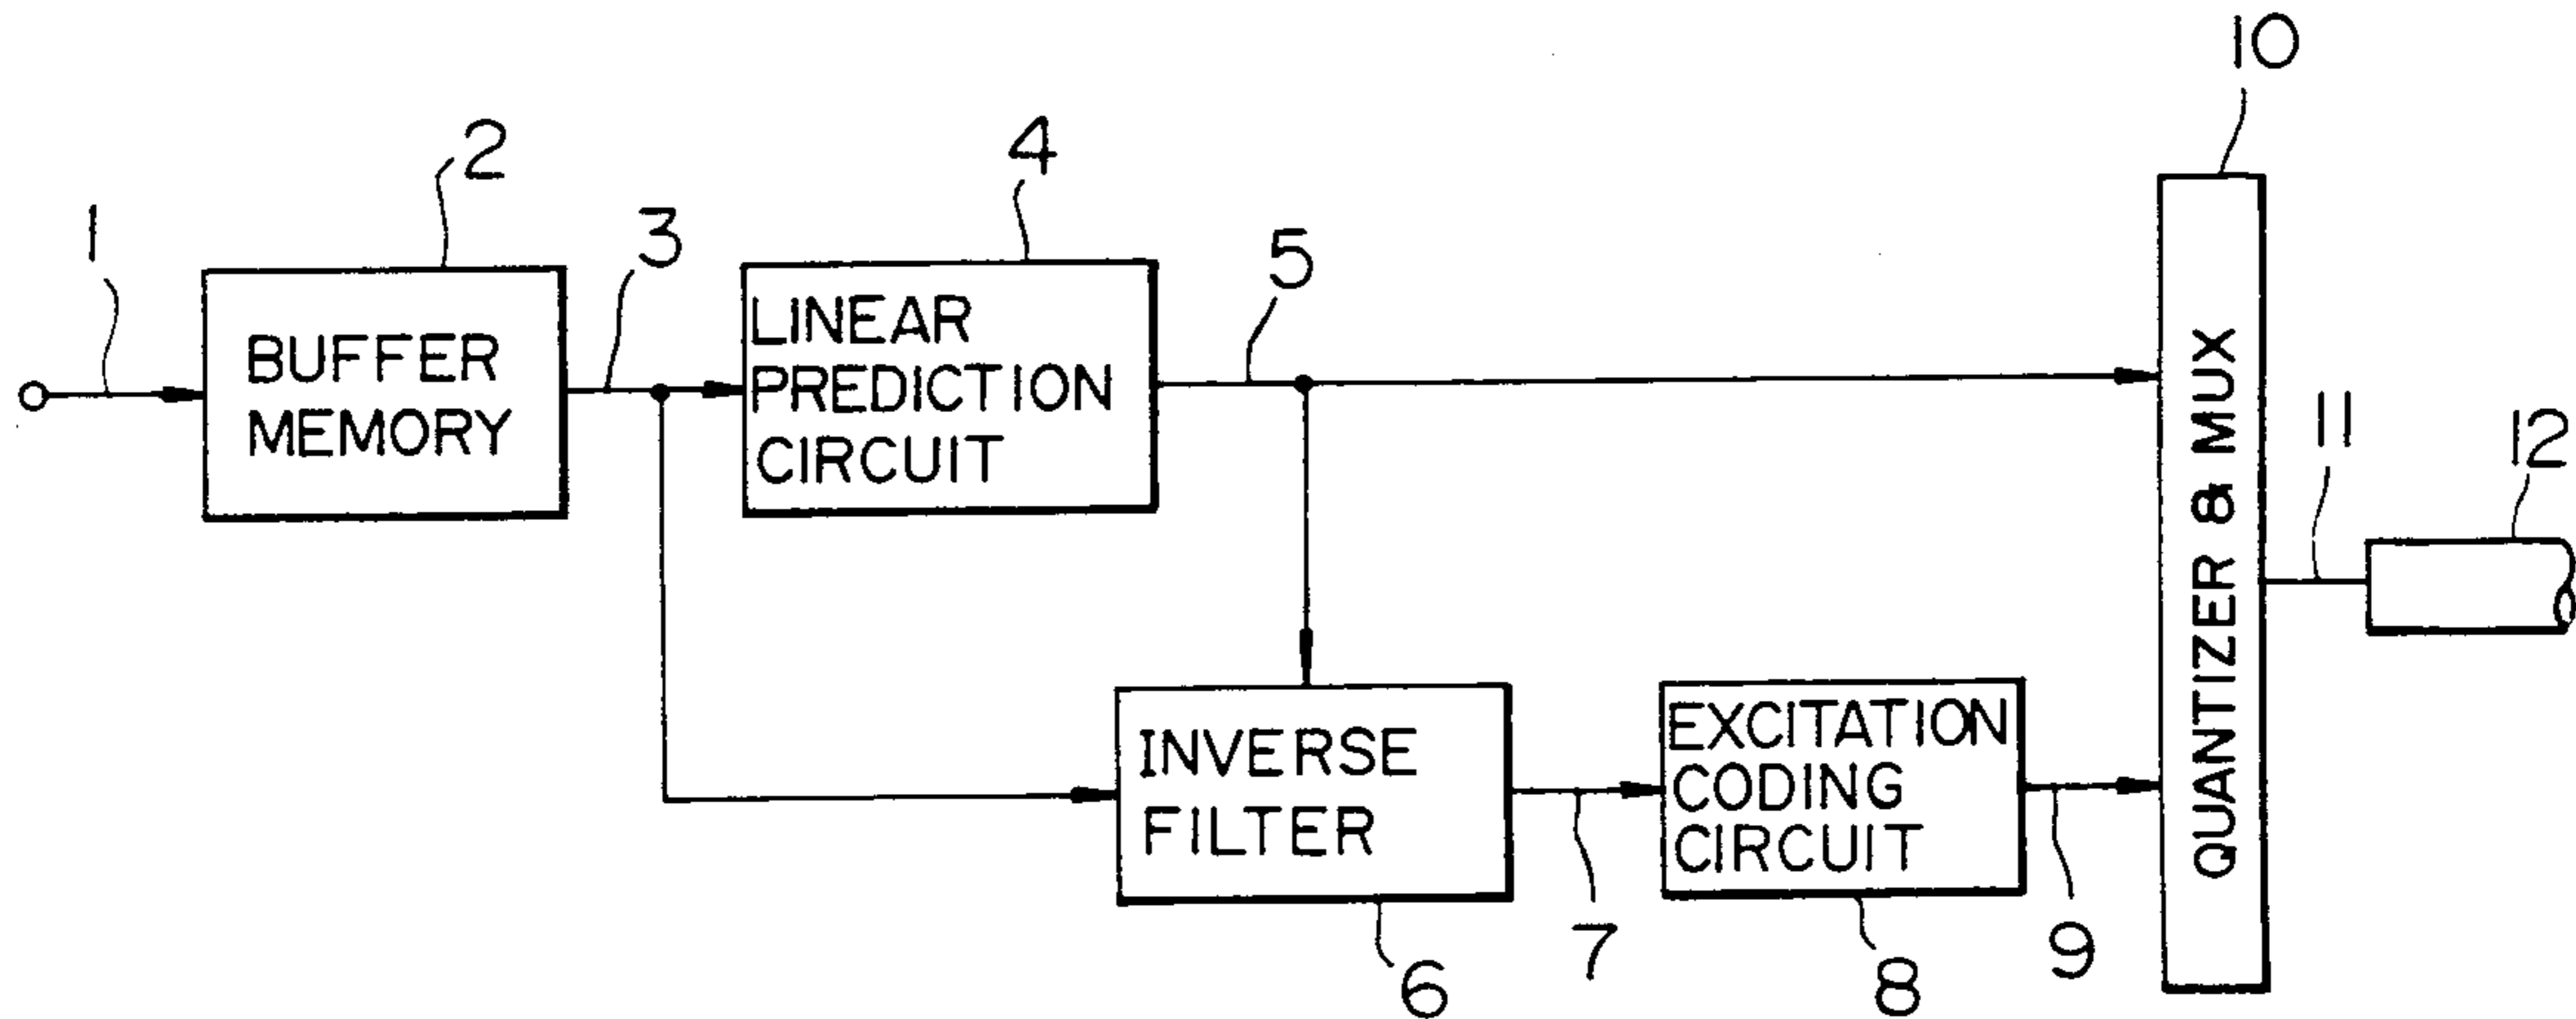 10
2
4
1
3
5
BUFFER
MEMORY
LINEAR
PREDICTION
CIRCUIT
QUANTIZER & MUX
11
12
INVERSE
FILTER
EXCITATION
CODING
CIRCUIT
7
9
6
8